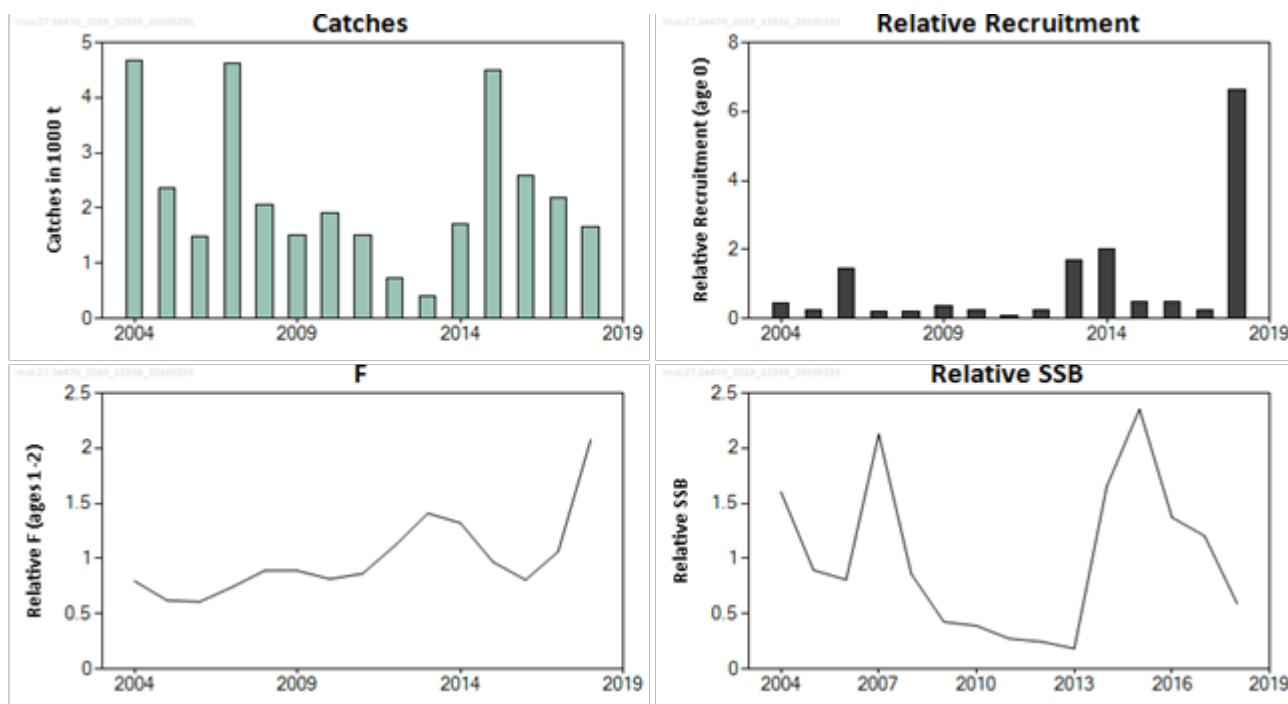 Catches
5
4
3
2
1
0
Catches in 1000 t
2004 2009 2014 2019
Relative Recruitment
8
6
4
2
0
Relative Recruitment (age 0)
2004 2009 2014 2019
F
2.5
2
1.5
1
0.5
0
Relative F (ages 1-2)
2004 2009 2014 2019
Relative SSB
2.5
2
1.5
1
0.5
0
Relative SSB
2004 2007 2010 2013 2016 2019